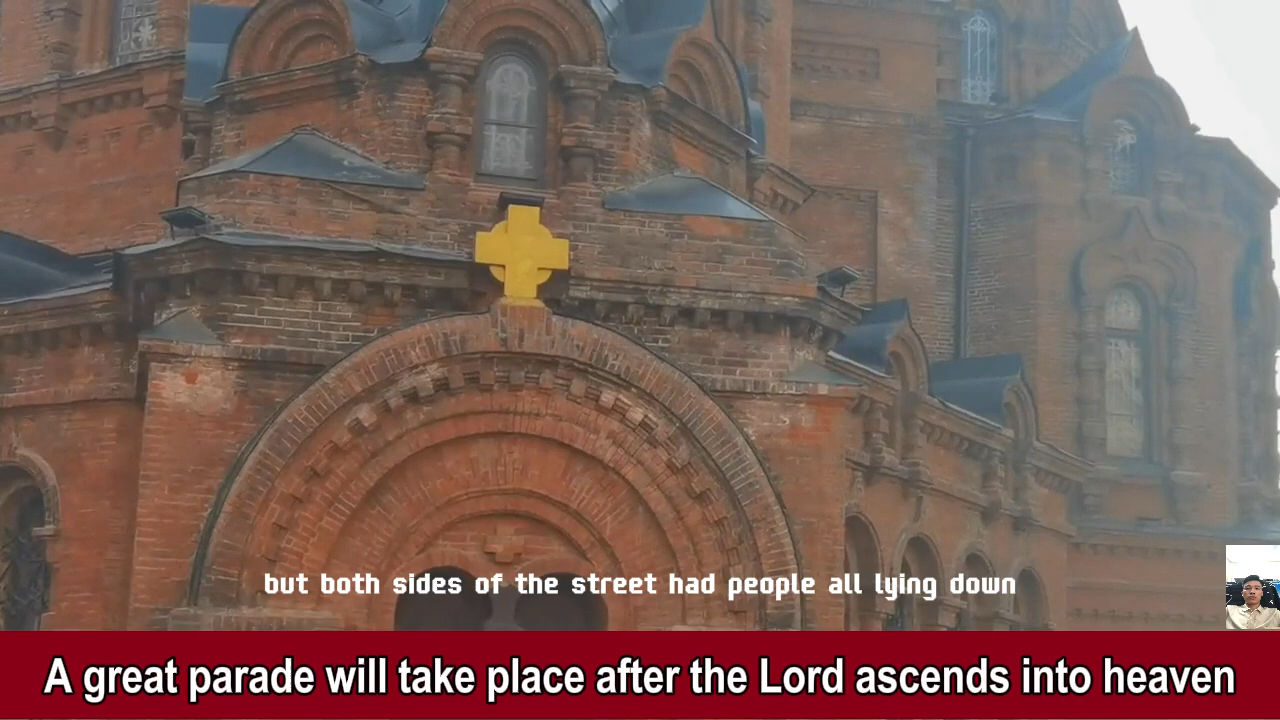 but both sides of the street had people all lying down
A great parade will take place after the Lord ascends into heaven